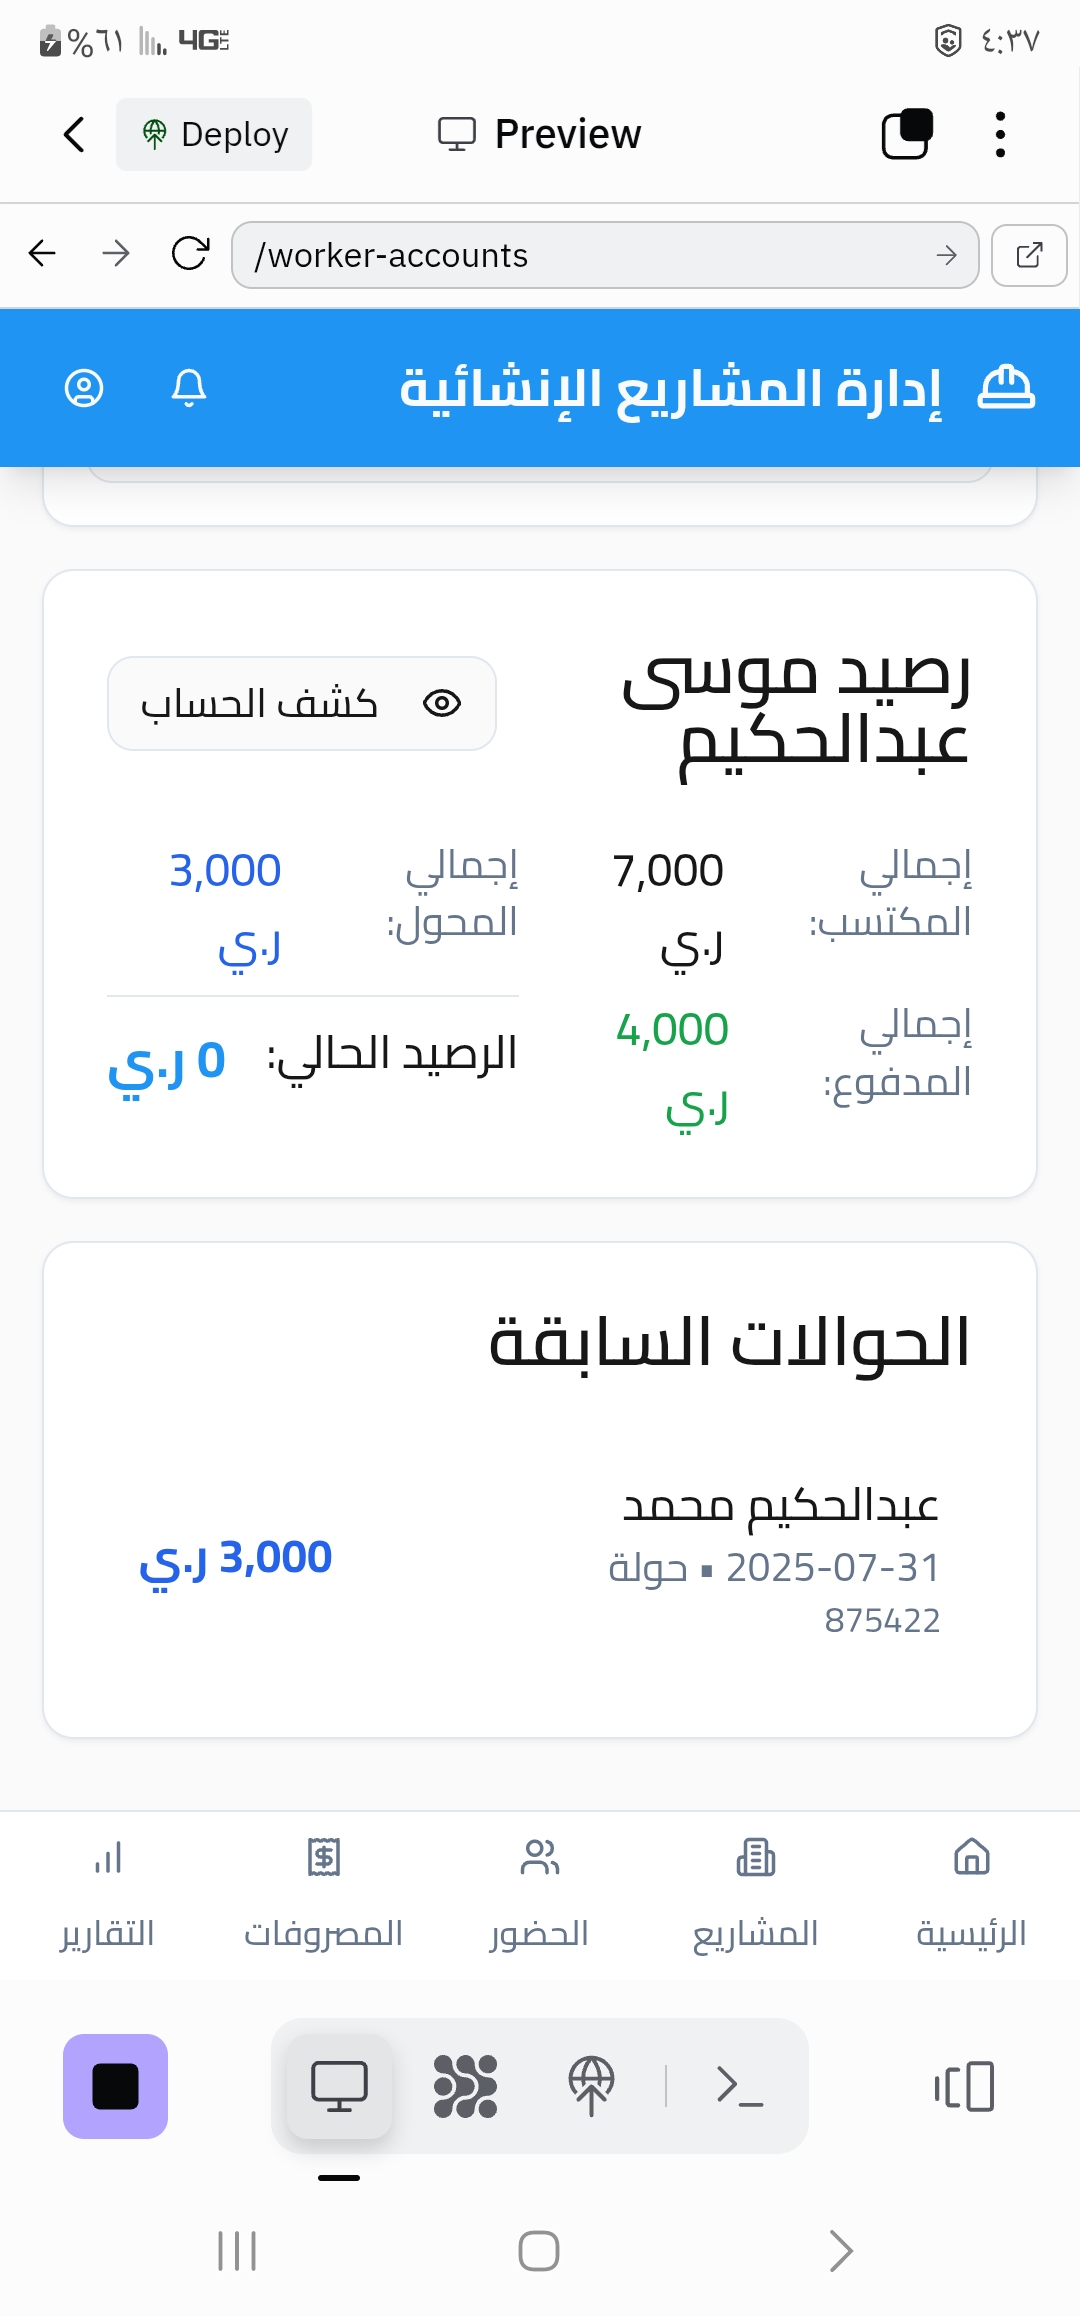 ٤:٣٧
4G LTE
%٦١
Deploy
Preview
/worker-accounts
إدارة المشاريع الإنشائية
رصيد موسى
عبدالحكيم
كشف الحساب
إجمالي
المكتسب:
7,000
ر.ي
إجمالي
المحول:
3,000
ر.ي
إجمالي
المدفوع:
4,000
ر.ي
الرصيد الحالي:
0 ر.ي
الحوالات السابقة
عبدالحكيم محمد
2025-07-31 ▪ حولة
875422
3,000 ر.ي
الرئيسية
المشاريع
الحضور
المصروفات
التقارير